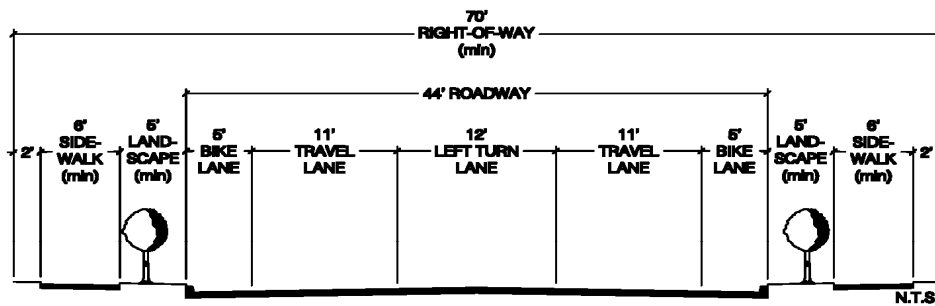 70'
RIGHT-OF-WAY
(min)
44' ROADWAY
2'
6'
SIDE-
WALK
(min)
5'
LAND-
SCAPE
(min)
5'
BIKE
LANE
11'
TRAVEL
LANE
12'
LEFT TURN
LANE
11'
TRAVEL
LANE
5'
BIKE
LANE
5'
LAND-
SCAPE
(min)
6'
SIDE-
WALK
(min)
2'
N.T.S